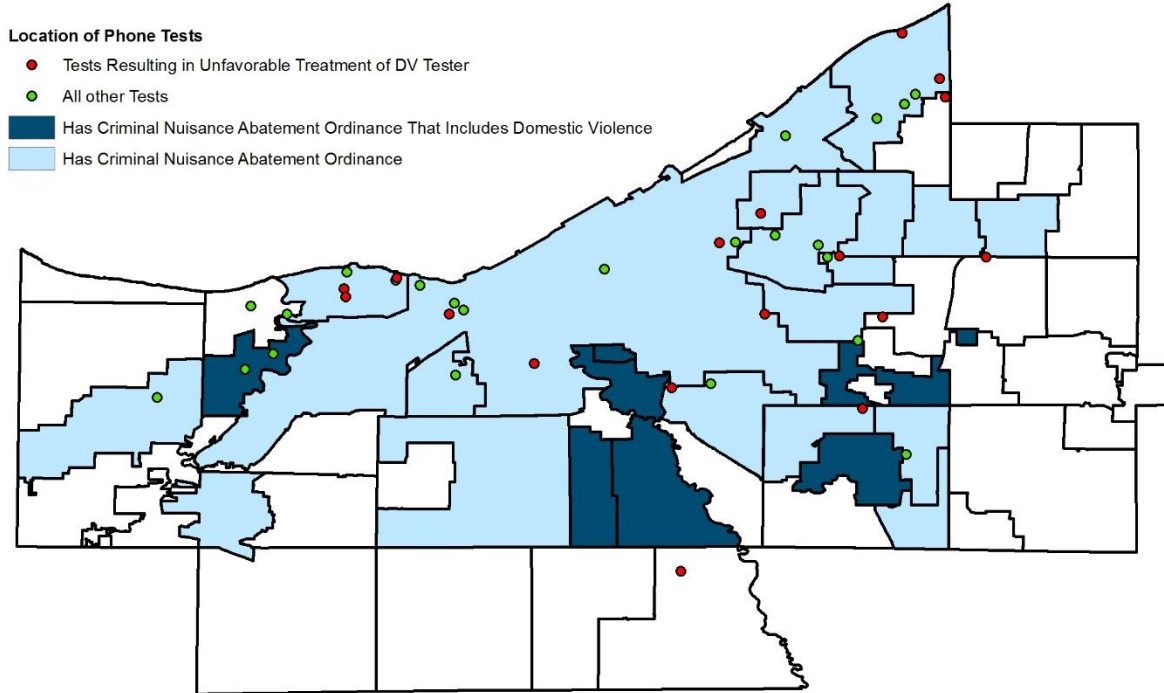 Location of Phone Tests
Tests Resulting in Unfavorable Treatment of DV Tester
All other Tests
Has Criminal Nuisance Abatement Ordinance That Includes Domestic Violence
Has Criminal Nuisance Abatement Ordinance